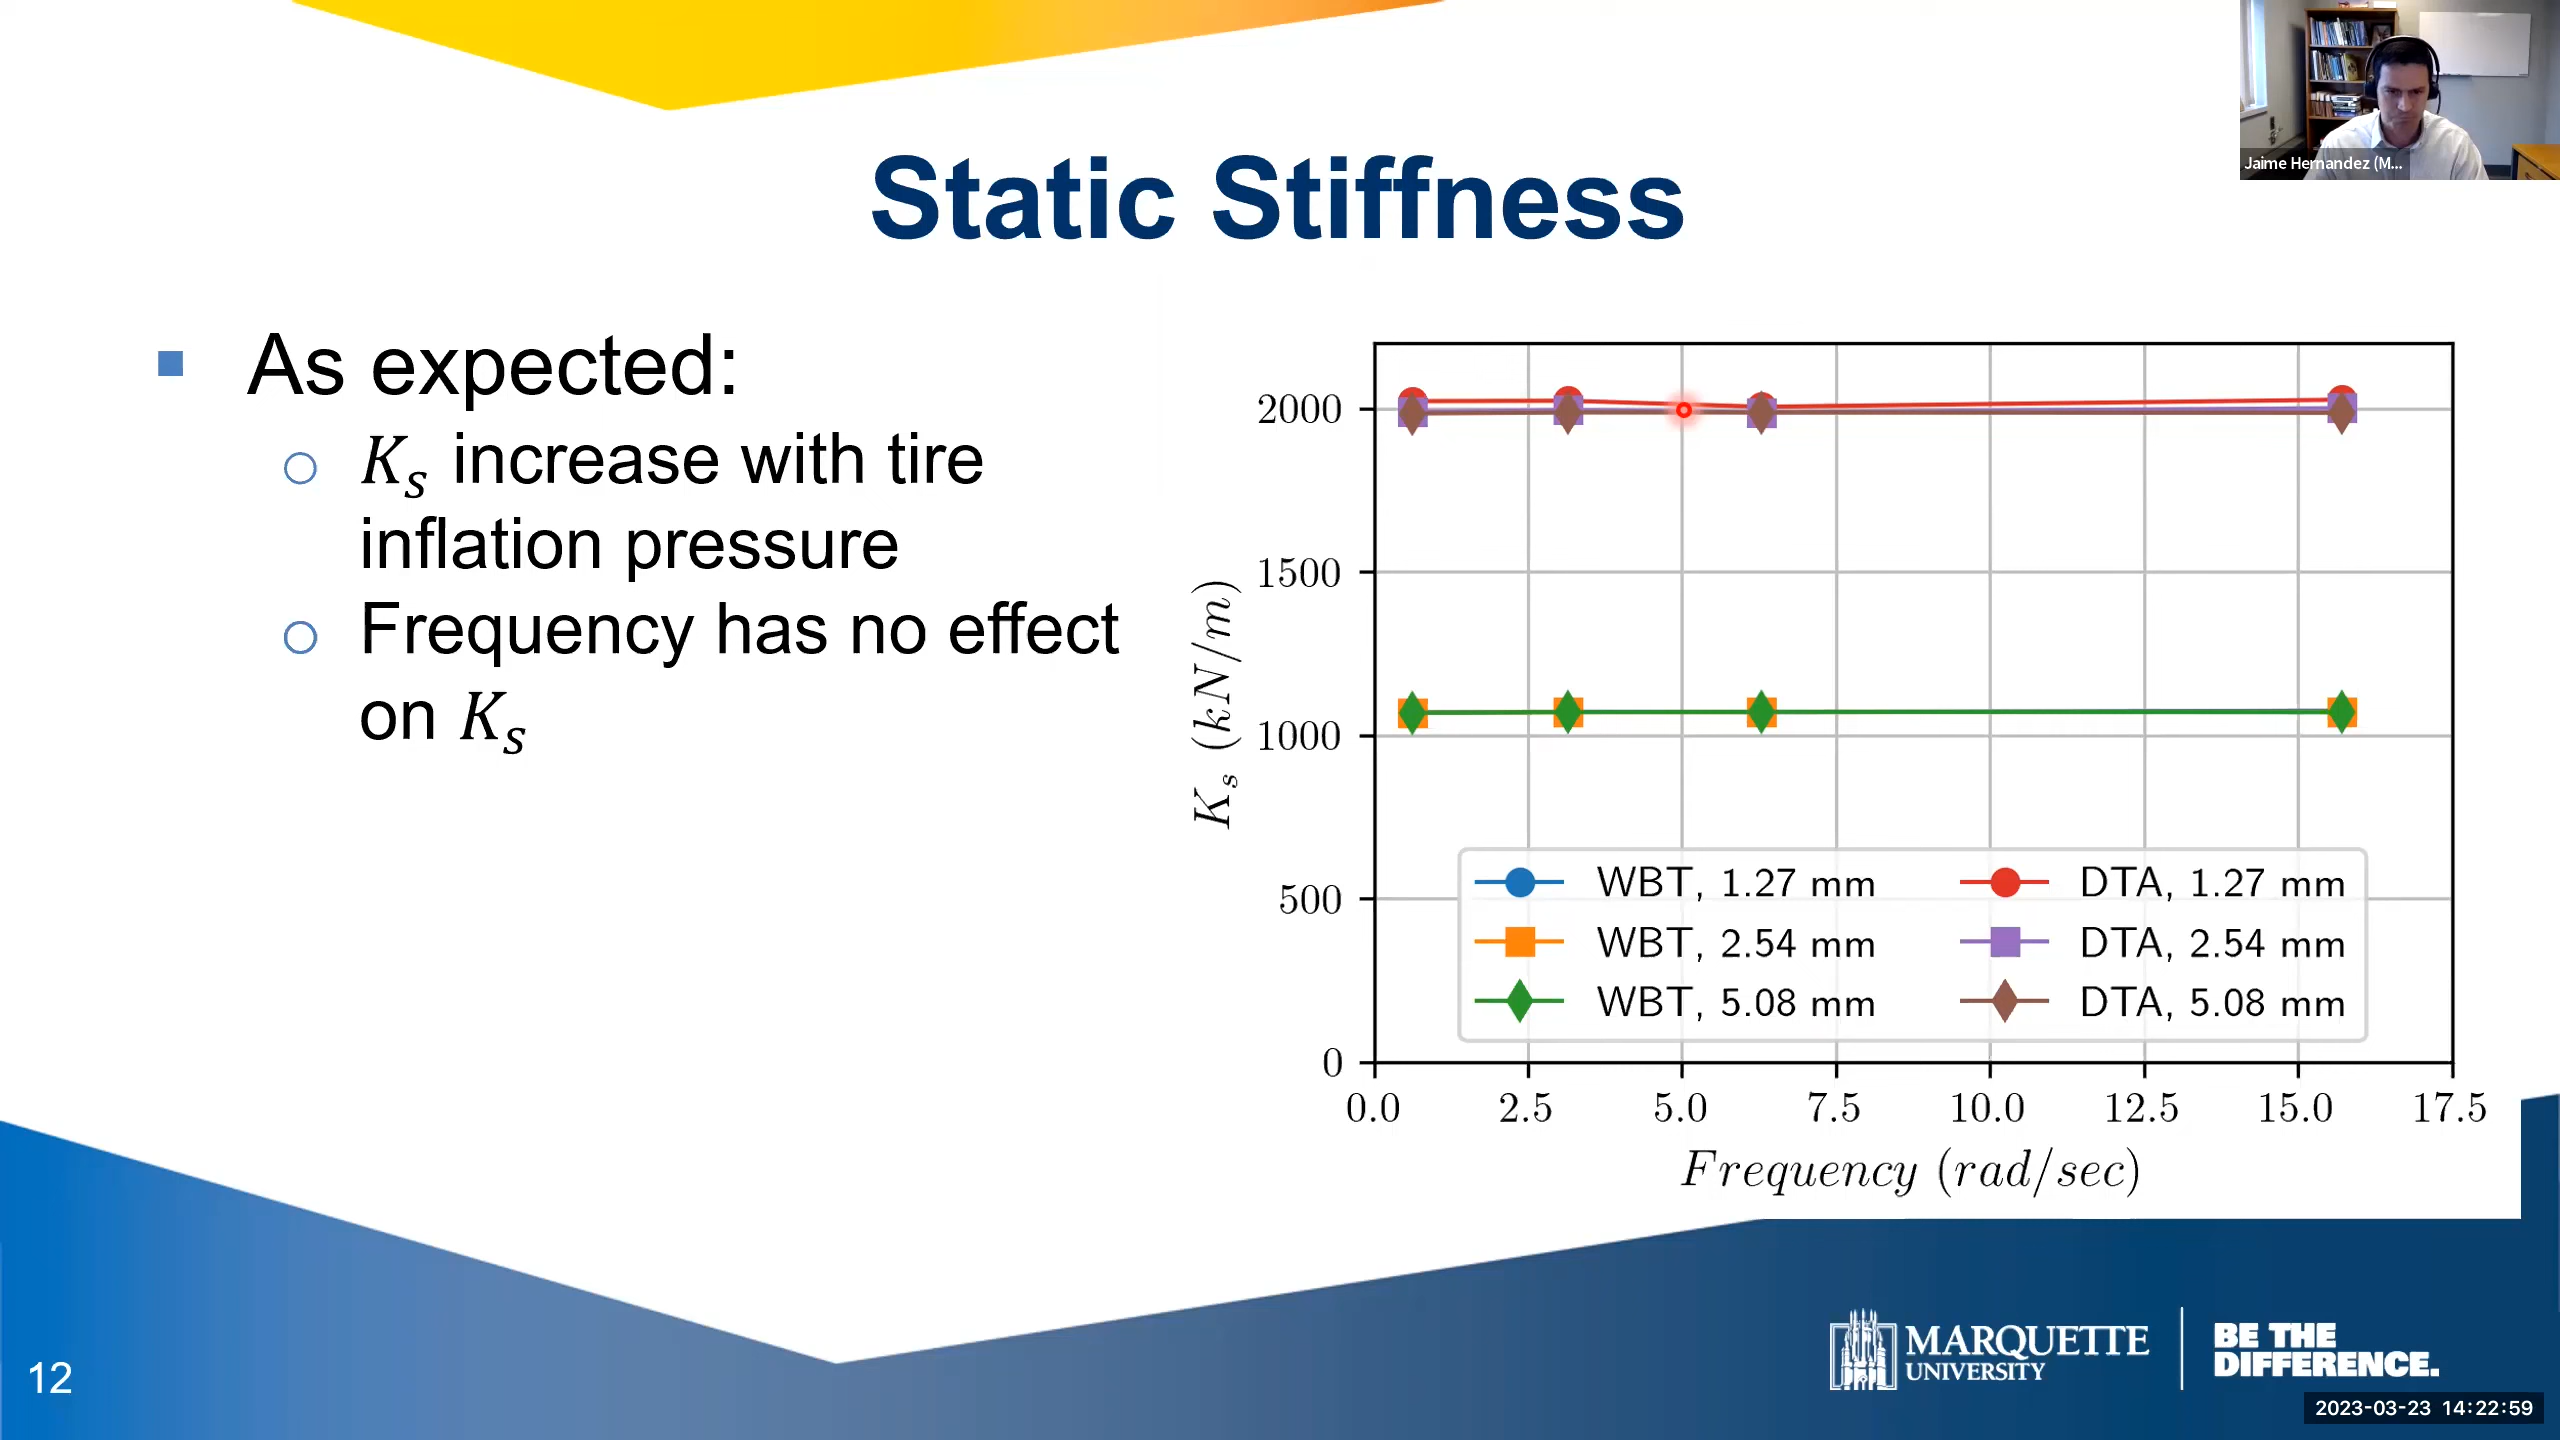 Jaime Hernandez (M...
Static Stiffness
As expected:
Kₛ increase with tire
inflation pressure
Frequency has no effect
on Kₛ
2000
1500
1000
500
0
Kₛ (kN/m)
WBT, 1.27 mm
WBT, 2.54 mm
WBT, 5.08 mm
DTA, 1.27 mm
DTA, 2.54 mm
DTA, 5.08 mm
0.0 2.5 5.0 7.5 10.0 12.5 15.0 17.5
Frequency (rad/sec)
12
MARQUETTE
UNIVERSITY
BE THE
DIFFERENCE.
2023-03-23 14:22:59